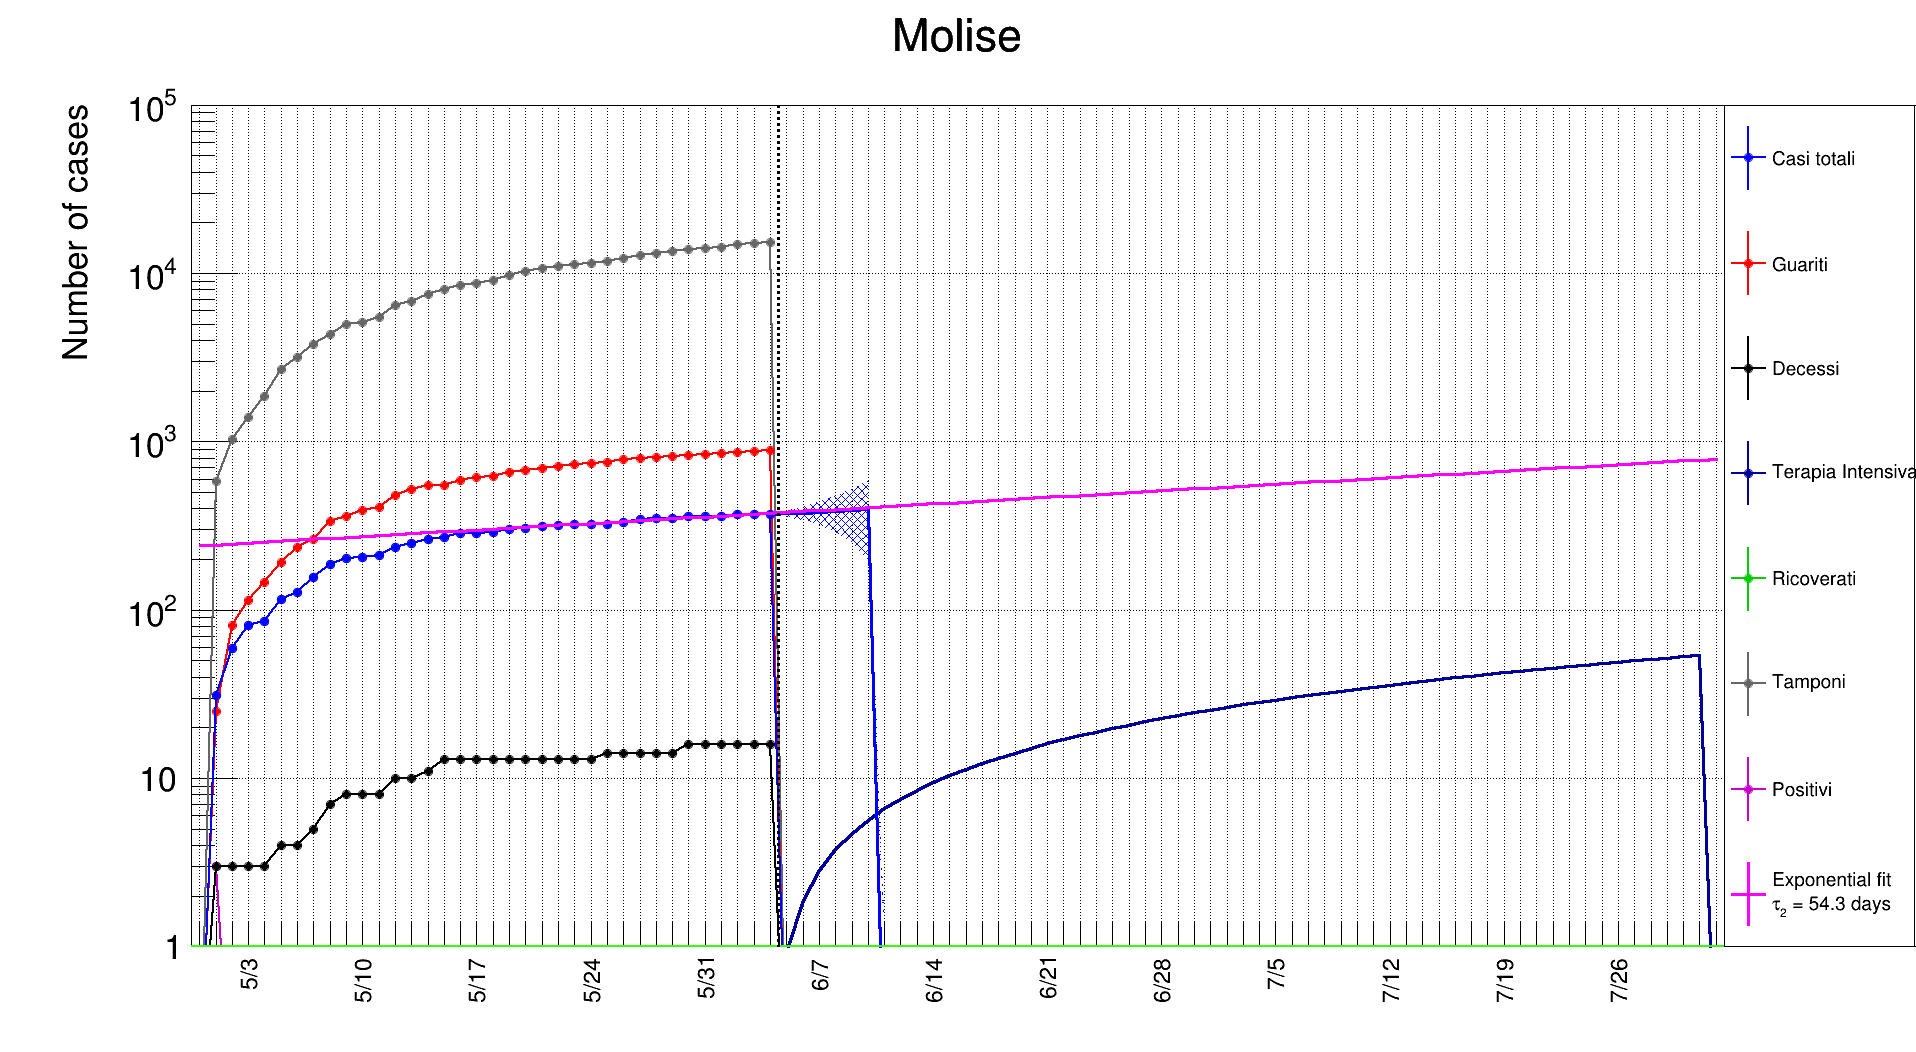 Molise
Number of cases
10^5
10^4
10^3
10^2
10
1
5/3
5/10
5/17
5/24
5/31
6/7
6/14
6/21
6/28
7/5
7/12
7/19
7/26
Casi totali
Guariti
Decessi
Terapia Intensiva
Ricoverati
Tamponi
Positivi
Exponential fit
τ₂ = 54.3 days